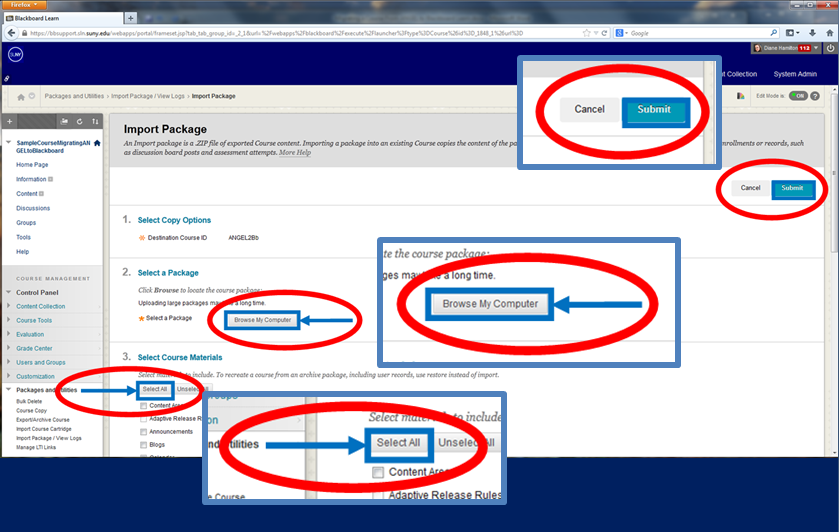 Firefox
Blackboard Learn
https://bbsupport.sln.suny.edu/webapps/portal/frameset.jsp?tab_tab_group_id=_2_1&url=%2Fwebapps%2Fblackboard%2Fexecute%2Flauncher%3Ftype%3DCourse%26id%3D_1848_1%26url%3D
Google
SLN
Diane Hamilton 113
t Collection
System Admin
Packages and Utilities
Import Package / View Logs
Import Package
Edit Mode is:
ON
SampleCourseMigratingAN
GELtoBlackboard
Home Page
Information
Content
Discussions
Groups
Tools
Help
COURSE MANAGEMENT
Control Panel
Content Collection
Course Tools
Evaluation
Grade Center
Users and Groups
Customization
Packages and Utilities
Bulk Delete
Course Copy
Export/Archive Course
Import Course Cartridge
Import Package / View Logs
Manage LTI Links
Import Package
An Import package is a .ZIP file of exported Course content. Importing a package into an existing Course copies the content of the pa
nrollments or records, such
as discussion board posts and assessment attempts. More Help
Cancel
Submit
Cancel
Submit
1. Select Copy Options
Destination Course ID
ANGEL2Bb
2. Select a Package
Click Browse to locate the course package:
Uploading large packages may take a long time.
Select a Package
Browse My Computer
te the course package:
ges may take a long time.
Browse My Computer
3. Select Course Materials
Select materials to include. To recreate a course from an archive package, including user records, use restore instead of import.
Select All
Unselect All
Content Area
Adaptive Release R
Announcements
Blogs
Calendar
Select materials to include
nd Utilities
Select All
Unselect All
Content Areas
Adaptive Release Rules
e Course